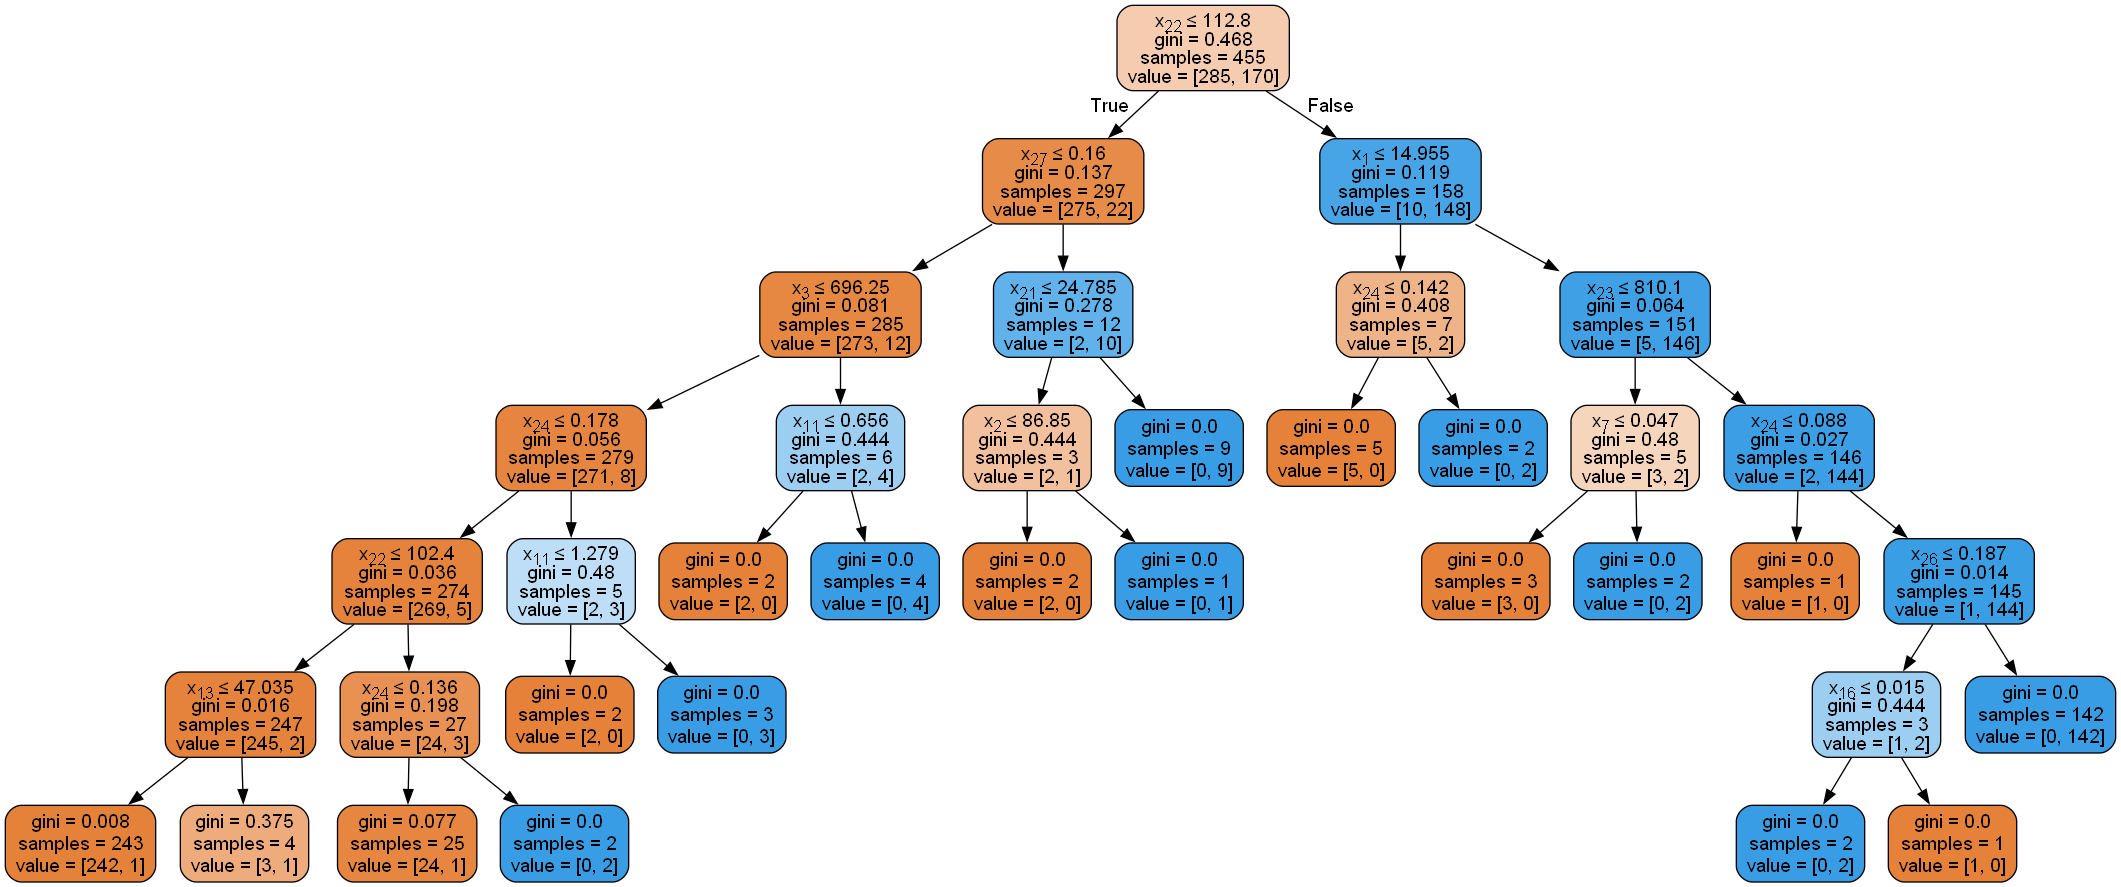 x22 ≤ 112.8
gini = 0.468
samples = 455
value = [285, 170]
True
False
x27 ≤ 0.16
gini = 0.137
samples = 297
value = [275, 22]
x1 ≤ 14.955
gini = 0.119
samples = 158
value = [10, 148]
x3 ≤ 696.25
gini = 0.081
samples = 285
value = [273, 12]
x21 ≤ 24.785
gini = 0.278
samples = 12
value = [2, 10]
x24 ≤ 0.142
gini = 0.408
samples = 7
value = [5, 2]
x23 ≤ 810.1
gini = 0.064
samples = 151
value = [5, 146]
x24 ≤ 0.178
gini = 0.056
samples = 279
value = [271, 8]
x11 ≤ 0.656
gini = 0.444
samples = 6
value = [2, 4]
x2 ≤ 86.85
gini = 0.444
samples = 3
value = [2, 1]
gini = 0.0
samples = 9
value = [0, 9]
gini = 0.0
samples = 5
value = [5, 0]
gini = 0.0
samples = 2
value = [0, 2]
x7 ≤ 0.047
gini = 0.48
samples = 5
value = [3, 2]
x24 ≤ 0.088
gini = 0.027
samples = 146
value = [2, 144]
x22 ≤ 102.4
gini = 0.036
samples = 274
value = [269, 5]
x11 ≤ 1.279
gini = 0.48
samples = 5
value = [2, 3]
gini = 0.0
samples = 2
value = [2, 0]
gini = 0.0
samples = 4
value = [0, 4]
gini = 0.0
samples = 2
value = [2, 0]
gini = 0.0
samples = 1
value = [0, 1]
gini = 0.0
samples = 3
value = [3, 0]
gini = 0.0
samples = 2
value = [0, 2]
gini = 0.0
samples = 1
value = [1, 0]
x26 ≤ 0.187
gini = 0.014
samples = 145
value = [1, 144]
x13 ≤ 47.035
gini = 0.016
samples = 247
value = [245, 2]
x24 ≤ 0.136
gini = 0.198
samples = 27
value = [24, 3]
gini = 0.0
samples = 2
value = [2, 0]
gini = 0.0
samples = 3
value = [0, 3]
x16 ≤ 0.015
gini = 0.444
samples = 3
value = [1, 2]
gini = 0.0
samples = 142
value = [0, 142]
gini = 0.008
samples = 243
value = [242, 1]
gini = 0.375
samples = 4
value = [3, 1]
gini = 0.077
samples = 25
value = [24, 1]
gini = 0.0
samples = 2
value = [0, 2]
gini = 0.0
samples = 2
value = [0, 2]
gini = 0.0
samples = 1
value = [1, 0]